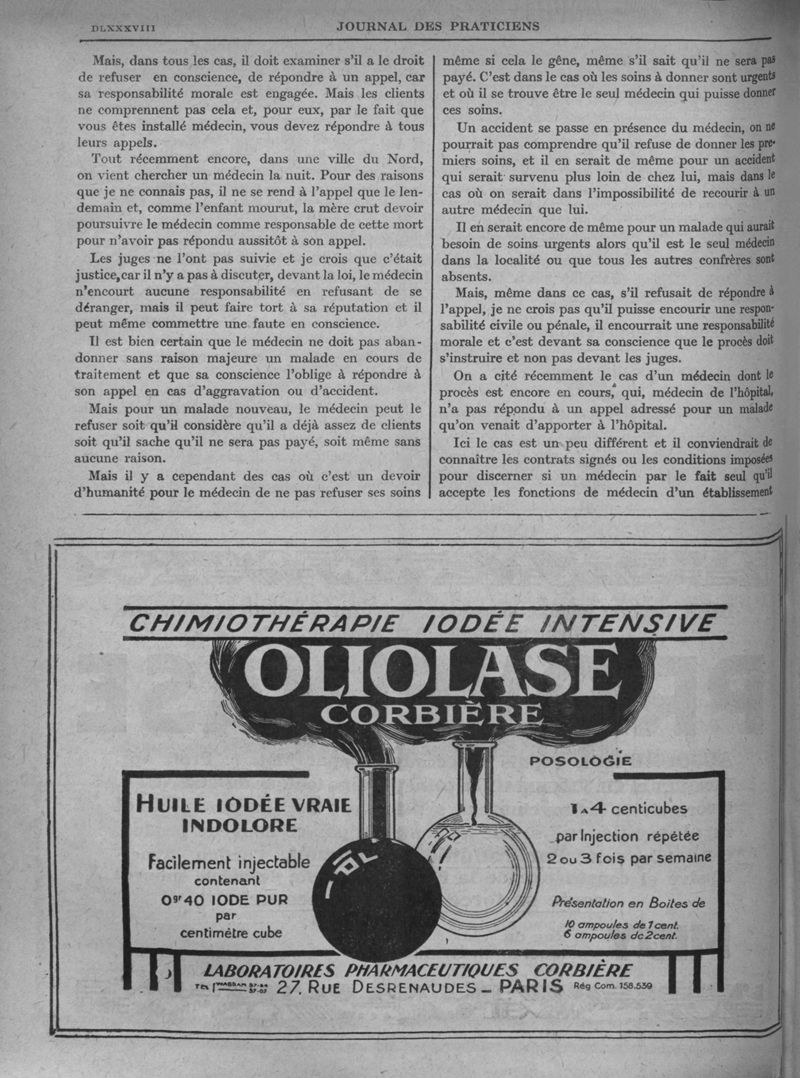 DLXXXVIII
JOURNAL DES PRATICIENS
Mais, dans tous les cas, il doit examiner s'il a le droit
de refuser en conscience, de répondre à un appel, car
sa responsabilité morale est engagée. Mais les clients
ne comprennent pas cela et, pour eux, par le fait que
vous êtes installé médecin, vous devez répondre à tous
leurs appels.
Tout récemment encore, dans une ville du Nord,
on vient chercher un médecin la nuit. Pour des raisons
que je ne connais pas, il ne se rend à l'appel que le len-
demain et, comme l'enfant mourut, la mère crut devoir
poursuivre le médecin comme responsable de cette mort
pour n'avoir pas répondu aussitôt à son appel.
Les juges ne l'ont pas suivie et je crois que c'était
justice, car il n'y a pas à discuter, devant la loi, le médecin
n'encourt aucune responsabilité en refusant de se
déranger, mais il peut faire tort à sa réputation et il
peut même commettre une faute en conscience.
Il est bien certain que le médecin ne doit pas aban-
donner sans raison majeure un malade en cours de
traitement et que sa conscience l'oblige à répondre à
son appel en cas d'aggravation ou d'accident.
Mais pour un malade nouveau, le médecin peut le
refuser soit qu'il considère qu'il a déjà assez de clients
soit qu'il sache qu'il ne sera pas payé, soit même sans
aucune raison.
Mais il y a cependant des cas où c'est un devoir
d'humanité pour le médecin de ne pas refuser ses soins
même si cela le gêne, même s'il sait qu'il ne sera pas
payé. C'est dans le cas où les soins à donner sont urgents
et où il se trouve être le seul médecin qui puisse donner
ces soins.
Un accident se passe en présence du médecin, on ne
pourrait pas comprendre qu'il refuse de donner les pre-
miers soins, et il en serait de même pour un accident
qui serait survenu plus loin de chez lui, mais dans le
cas où on serait dans l'impossibilité de recourir à un
autre médecin que lui.
Il en serait encore de même pour un malade qui aurait
besoin de soins urgents alors qu'il est le seul médecin
dans la localité ou que tous les autres confrères sont
absents.
Mais, même dans ce cas, s'il refusait de répondre à
l'appel, je ne crois pas qu'il puisse encourir une respon-
sabilité civile ou pénale, il encourrait une responsabilité
morale et c'est devant sa conscience que le procès doit
s'instruire et non pas devant les juges.
On a cité récemment le cas d'un médecin dont le
procès est encore en cours, qui, médecin de l'hôpital,
n'a pas répondu à un appel adressé pour un malade
qu'on venait d'apporter à l'hôpital.
Ici le cas est un peu différent et il conviendrait de
connaître les contrats signés ou les conditions imposées
pour discerner si un médecin par le fait seul qu'il
accepte les fonctions de médecin d'un établissement
CHIMIOTHÉRAPIE IODÉE INTENSIVE
OLIOLASE
CORBIÈRE
HUILE IODÉE VRAIE
INDOLORE
Facilement injectable
contenant
0gr40 IODE PUR
par
centimètre cube
POSOLOGIE
1 A 4 centicubes
par Injection répétée
2 ou 3 fois par semaine
Présentation en Boites de
10 ampoules de 1 cent.
6 ampoules de 2 cent.
LABORATOIRES PHARMACEUTIQUES CORBIÈRE
27, RUE DESRENAUDES _ PARIS Rég Com. 158.539